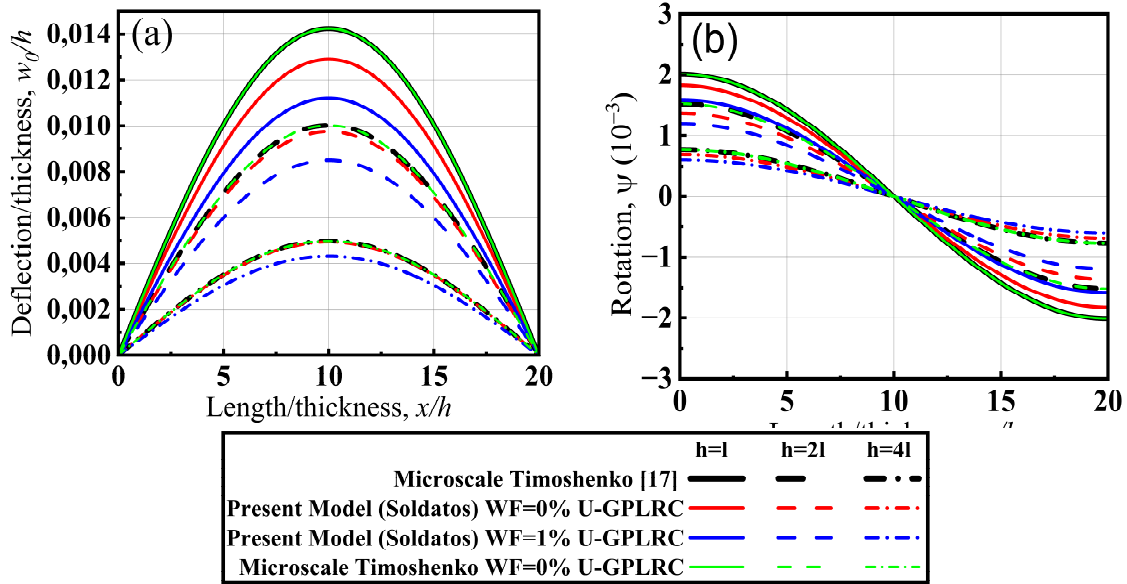 (a)
Deflection/thickness, w₀/h
0,014
0,012
0,010
0,008
0,006
0,004
0,002
0,000
0 5 10 15 20
Length/thickness, x/h
(b)
Rotation, ψ (10⁻³)
3
2
1
0
−1
−2
−3
0 5 10 15 20
h=l h=2l h=4l
Microscale Timoshenko [17]
Present Model (Soldatos) WF=0% U-GPLRC
Present Model (Soldatos) WF=1% U-GPLRC
Microscale Timoshenko WF=0% U-GPLRC